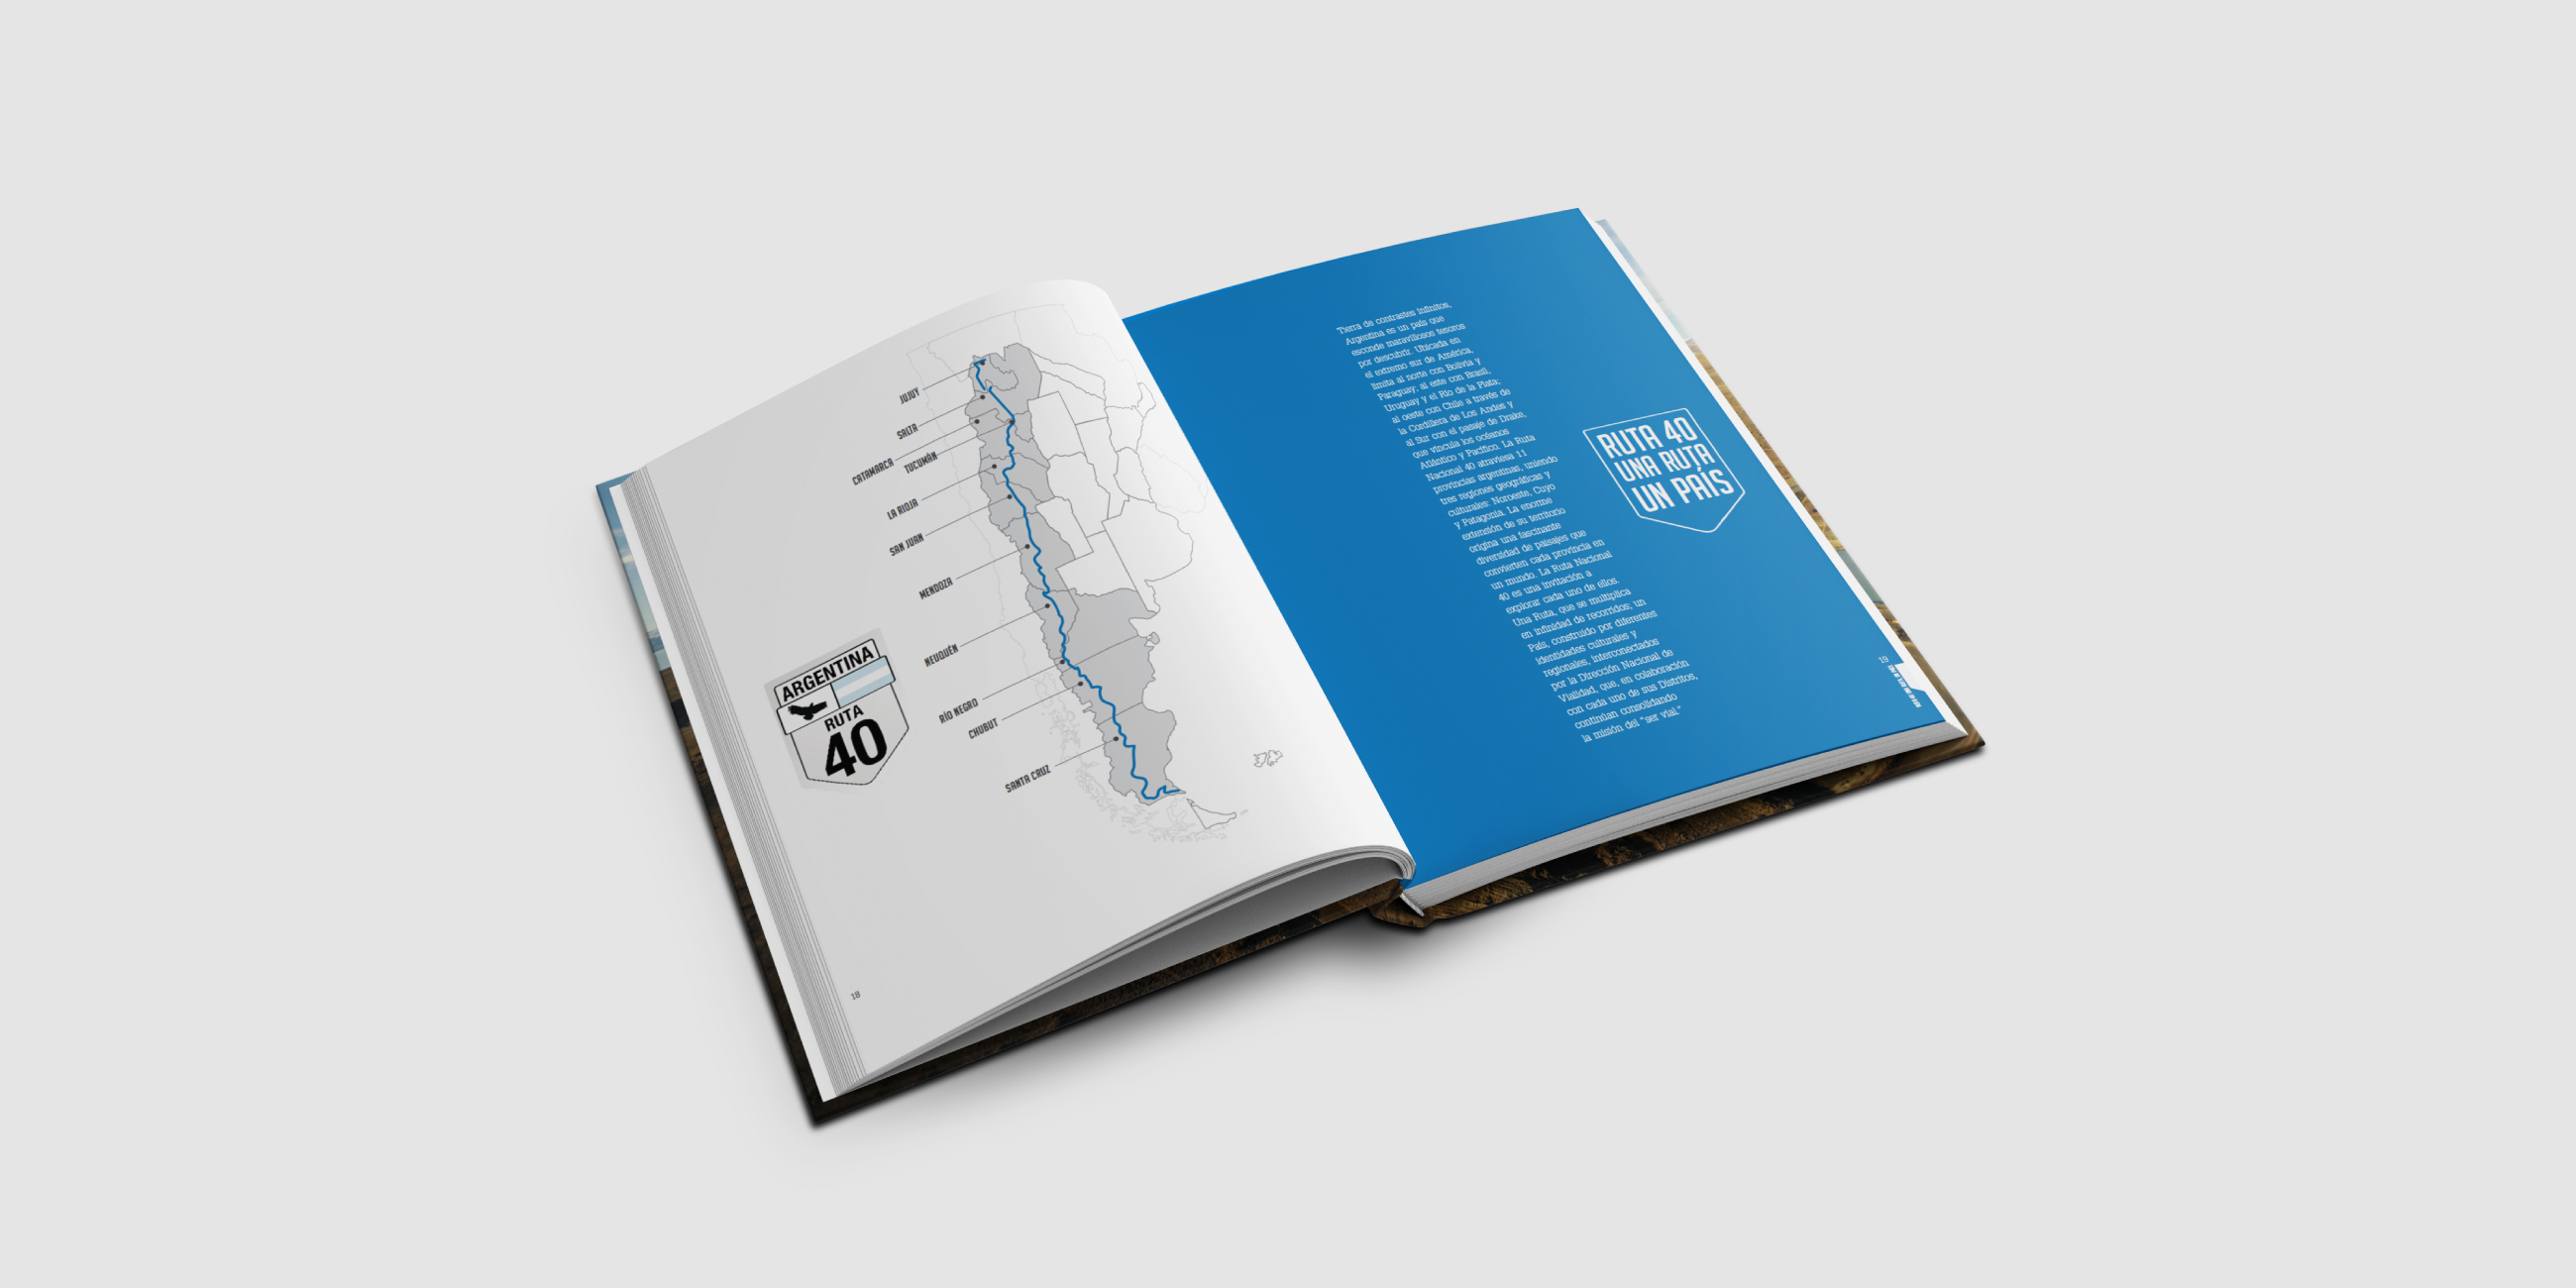 JUJUY
SALTA
CATAMARCA
TUCUMÁN
LA RIOJA
SAN JUAN
MENDOZA
NEUQUÉN
RÍO NEGRO
CHUBUT
SANTA CRUZ
ARGENTINA
RUTA
40
18
Tierra de contrastes infinitos,
Argentina es un país que
esconde maravillosos tesoros
por descubrir. Ubicada en
el extremo sur de América,
limita al norte con Bolivia y
Paraguay; al este con Brasil,
Uruguay y el Río de la Plata;
al oeste con Chile a través de
la Cordillera de Los Andes y
al Sur con el pasaje de Drake,
que vincula los océanos
Atlántico y Pacífico. La Ruta
Nacional 40 atraviesa 11
provincias argentinas, uniendo
tres regiones geográficas y
culturales: Noroeste, Cuyo
y Patagonia. La enorme
extensión de su territorio
origina una fascinante
diversidad de paisajes que
convierten cada provincia en
un mundo. La Ruta Nacional
40 es una invitación a
explorar cada uno de ellos.
Una Ruta, que se multiplica
en infinidad de recorridos; un
País, construido por diferentes
identidades culturales y
regionales, interconectados
por la Dirección Nacional de
Vialidad, que, en colaboración
con cada uno de sus Distritos,
continúan consolidando
la misión del "ser vial."
RUTA 40
UNA RUTA
UN PAÍS
19